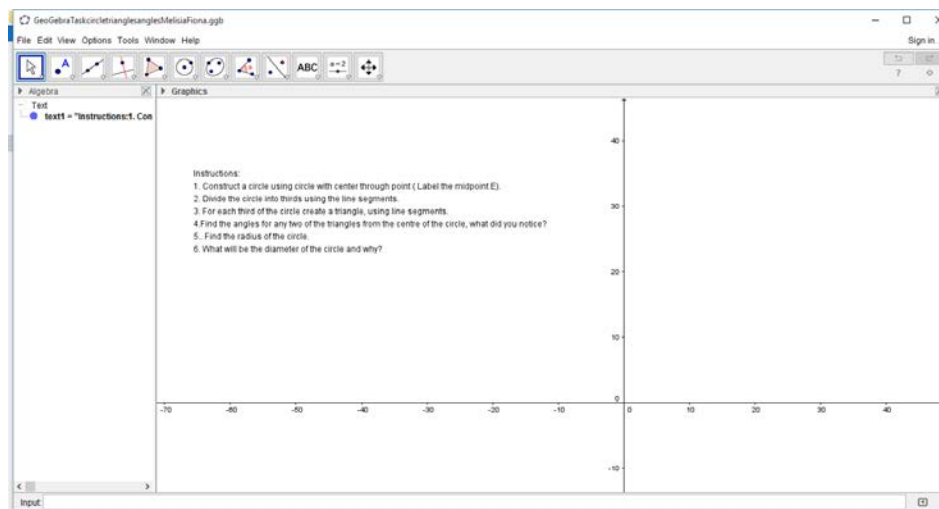 GeoGebraTaskcircletrianglesanglesMelisiaFiona.ggb
File Edit View Options Tools Window Help
Sign in
A
ABC
a=2
▸ Algebra
▸ Graphics
Text
text1 = "Instructions:1. Con
Instructions:
1. Construct a circle using circle with center through point ( Label the midpoint E).
2. Divide the circle into thirds using the line segments.
3. For each third of the circle create a triangle, using line segments.
4.Find the angles for any two of the triangles from the centre of the circle, what did you notice?
5.. Find the radius of the circle.
6. What will be the diameter of the circle and why?
40
30
20
10
0
-70 -60 -50 -40 -30 -20 -10 0 10 20 30 40
-10
Input: